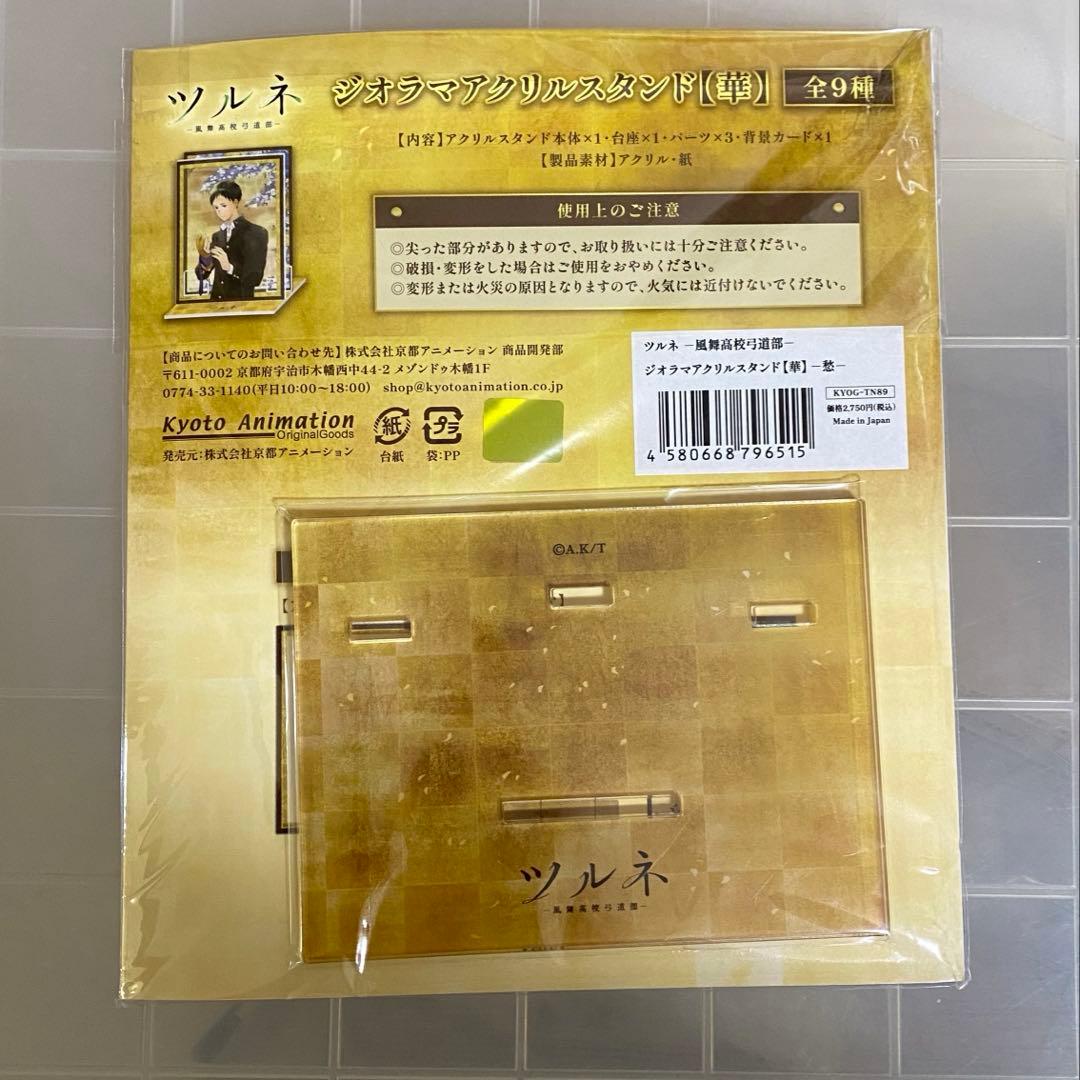 ツルネ
―風舞高校弓道部―
ジオラマアクリルスタンド【華】
全9種
【内容】アクリルスタンド本体×1・台座×1・パーツ×3・背景カード×1
【製品素材】アクリル・紙
使用上のご注意
◎尖った部分がありますので、お取り扱いには十分ご注意ください。
◎破損・変形をした場合はご使用をおやめください。
◎変形または火災の原因となりますので、火気には近付けないでください。
【商品についてのお問い合わせ先】株式会社京都アニメーション 商品開発部
〒611-0002 京都府宇治市木幡西中44-2 メゾンドゥ木幡1F
0774-33-1140(平日10:00〜18:00) shop@kyotoanimation.co.jp
Kyoto Animation
OriginalGoods
発売元:株式会社京都アニメーション
紙
台紙
プラ
袋:PP
ツルネ ―風舞高校弓道部―
ジオラマアクリルスタンド【華】 ―愁―
KYOG-TN89
価格2,750円(税込)
Made in Japan
4 580668 796515
©A.K/T
ツルネ
―風舞高校弓道部―